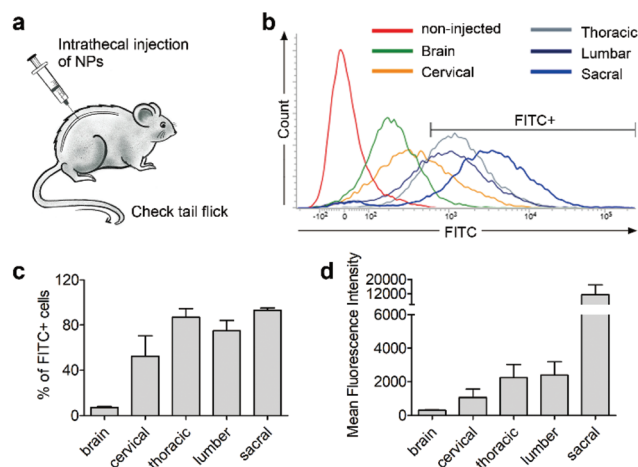 a
Intrathecal injection
of NPs
Check tail flick
b
non-injected
Brain
Cervical
Thoracic
Lumbar
Sacral
FITC+
Count
-10² 0 10² 10³ 10⁴ 10⁵
FITC
c
% of FITC+ cells
120
80
40
0
brain
cervical
thoracic
lumber
sacral
d
Mean Fluorescence Intensity
20000
12000
6000
4000
2000
0
brain
cervical
thoracic
lumber
sacral